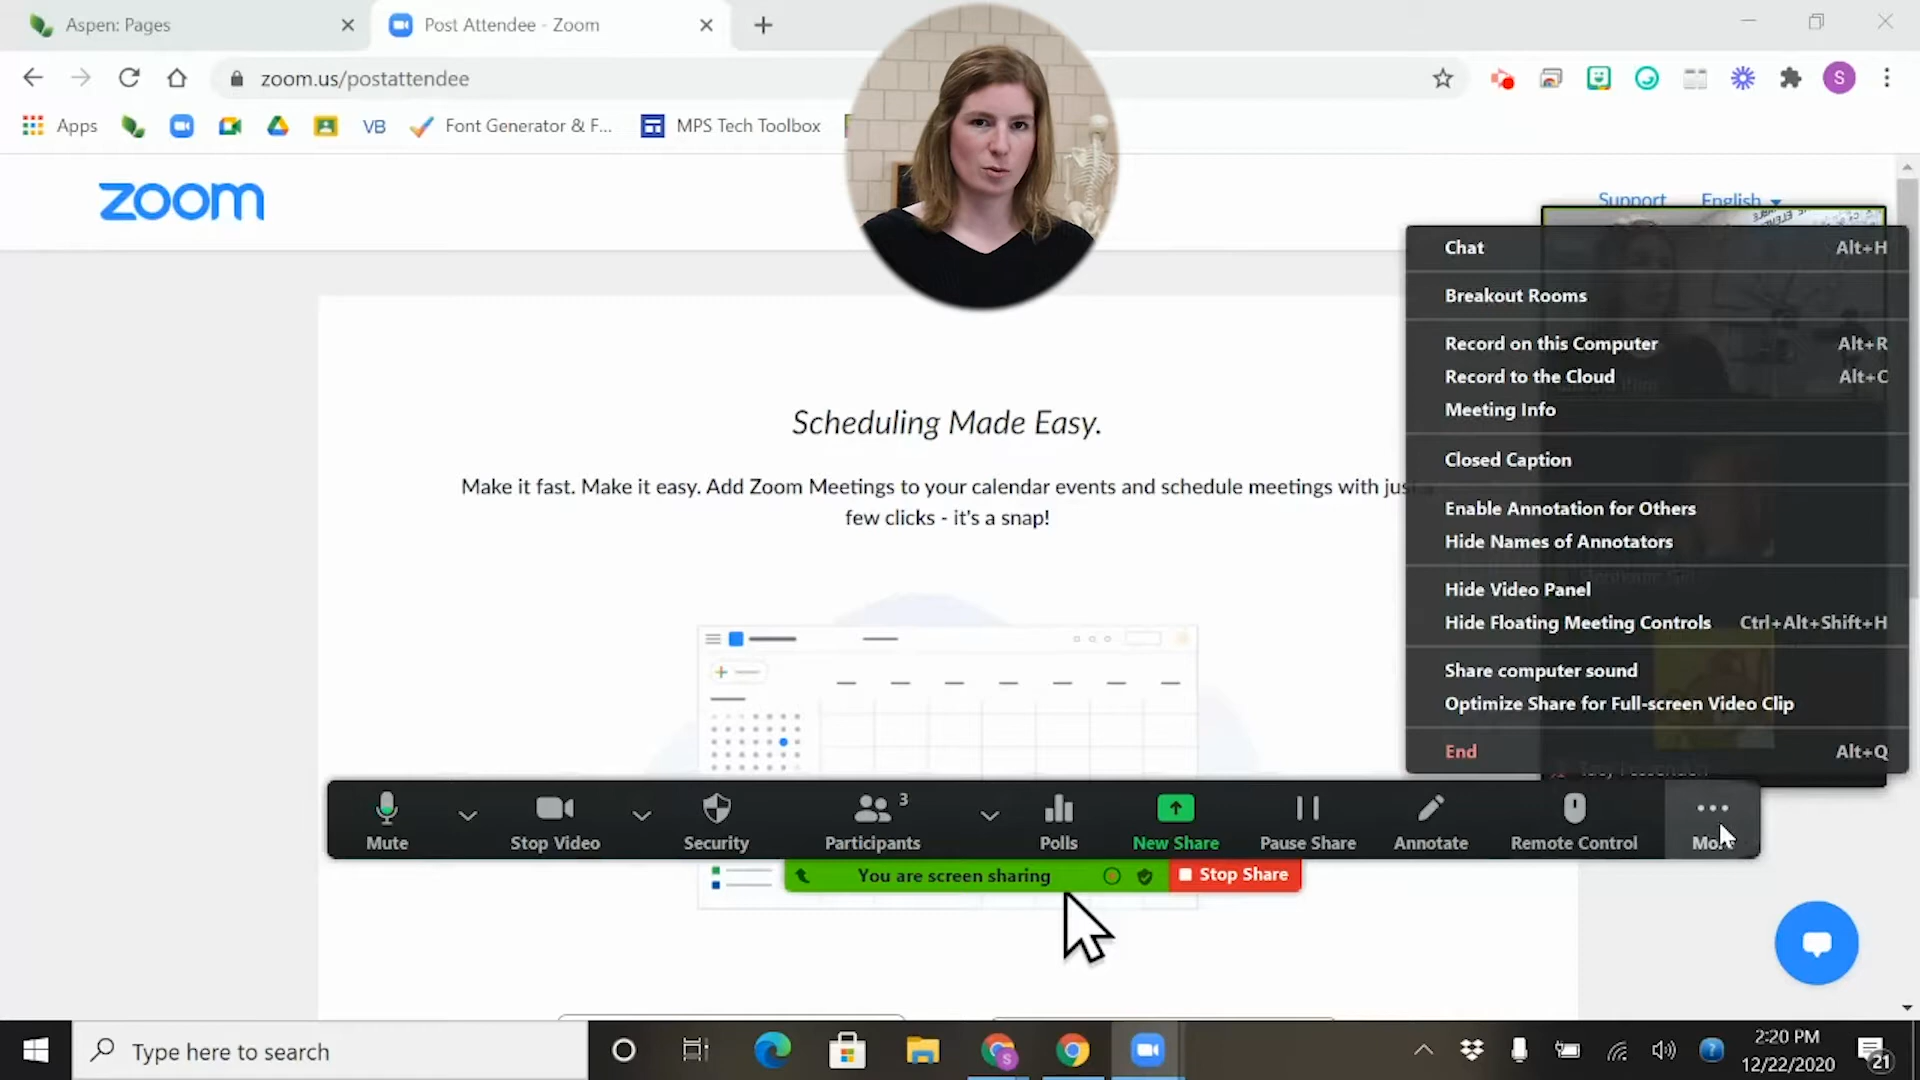 Aspen: Pages
Post Attendee - Zoom
zoom.us/postattendee
S
Apps
VB
Font Generator & F...
MPS Tech Toolbox
zoom
Support
English
Scheduling Made Easy.
Make it fast. Make it easy. Add Zoom Meetings to your calendar events and schedule meetings with just
few clicks - it's a snap!
Chat Alt+H
Breakout Rooms
Record on this Computer Alt+R
Record to the Cloud Alt+C
Meeting Info
Closed Caption
Enable Annotation for Others
Hide Names of Annotators
Hide Video Panel
Hide Floating Meeting Controls Ctrl+Alt+Shift+H
Share computer sound
Optimize Share for Full-screen Video Clip
End Alt+Q
3
Mute
Stop Video
Security
Participants
Polls
New Share
Pause Share
Annotate
Remote Control
More
You are screen sharing
Stop Share
Type here to search
2:20 PM
12/22/2020
21